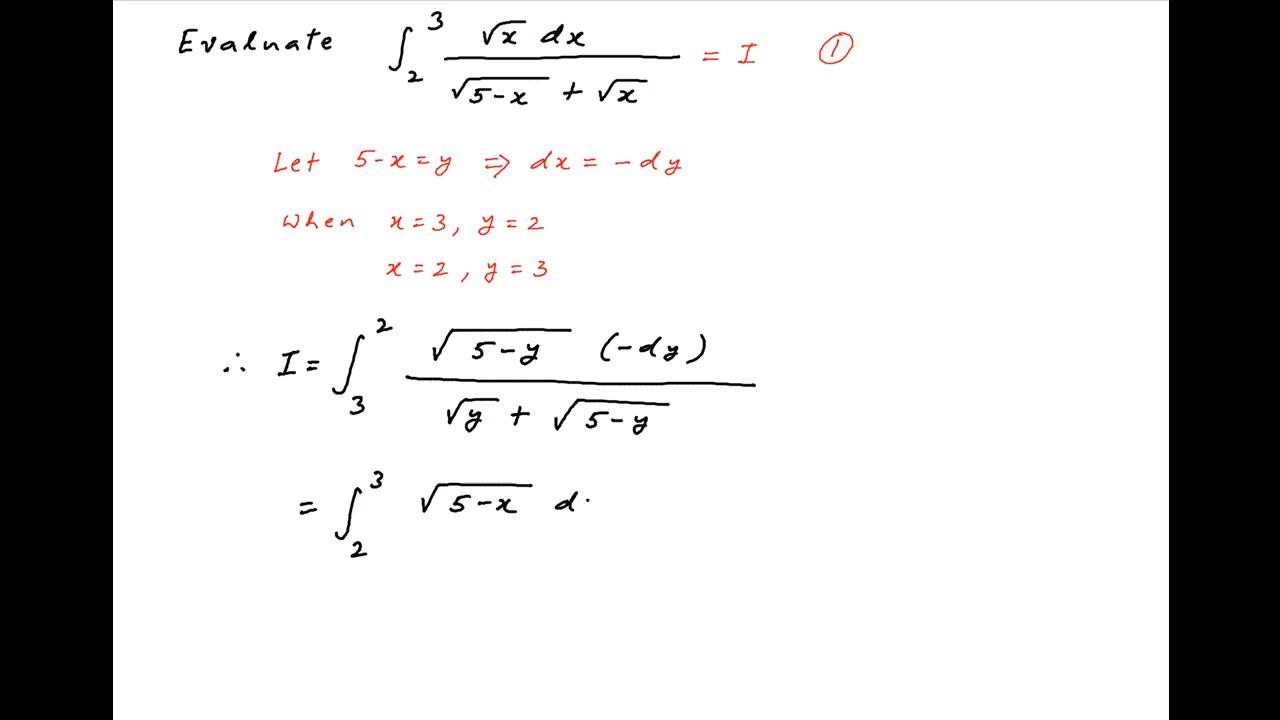 Evaluate ∫₂³ √x dx / (√(5-x) + √x) = I ①
Let 5-x = y ⇒ dx = -dy
When x = 3, y = 2
x = 2, y = 3
∴ I = ∫₃² √(5-y) (-dy) / (√y + √(5-y))
= ∫₂³ √(5-x) d